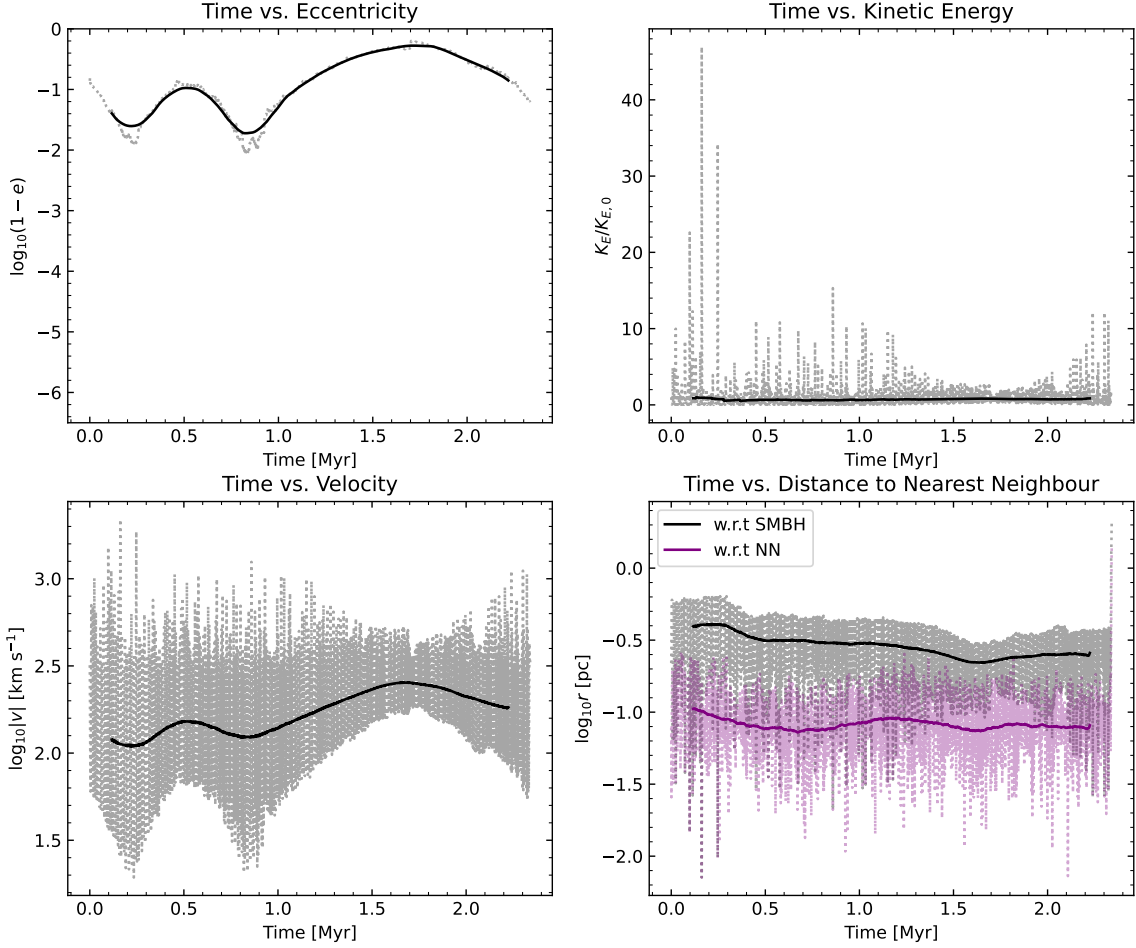 Time vs. Eccentricity
0
−1
−2
−3
−4
−5
−6
log₁₀(1 − e)
0.0 0.5 1.0 1.5 2.0
Time [Myr]
Time vs. Kinetic Energy
40
30
20
10
0
K_E/K_{E,0}
0.0 0.5 1.0 1.5 2.0
Time [Myr]
Time vs. Velocity
3.0
2.5
2.0
1.5
log₁₀|v| [km s⁻¹]
0.0 0.5 1.0 1.5 2.0
Time [Myr]
Time vs. Distance to Nearest Neighbour
w.r.t SMBH
w.r.t NN
0.0
−0.5
−1.0
−1.5
−2.0
log₁₀r [pc]
0.0 0.5 1.0 1.5 2.0
Time [Myr]